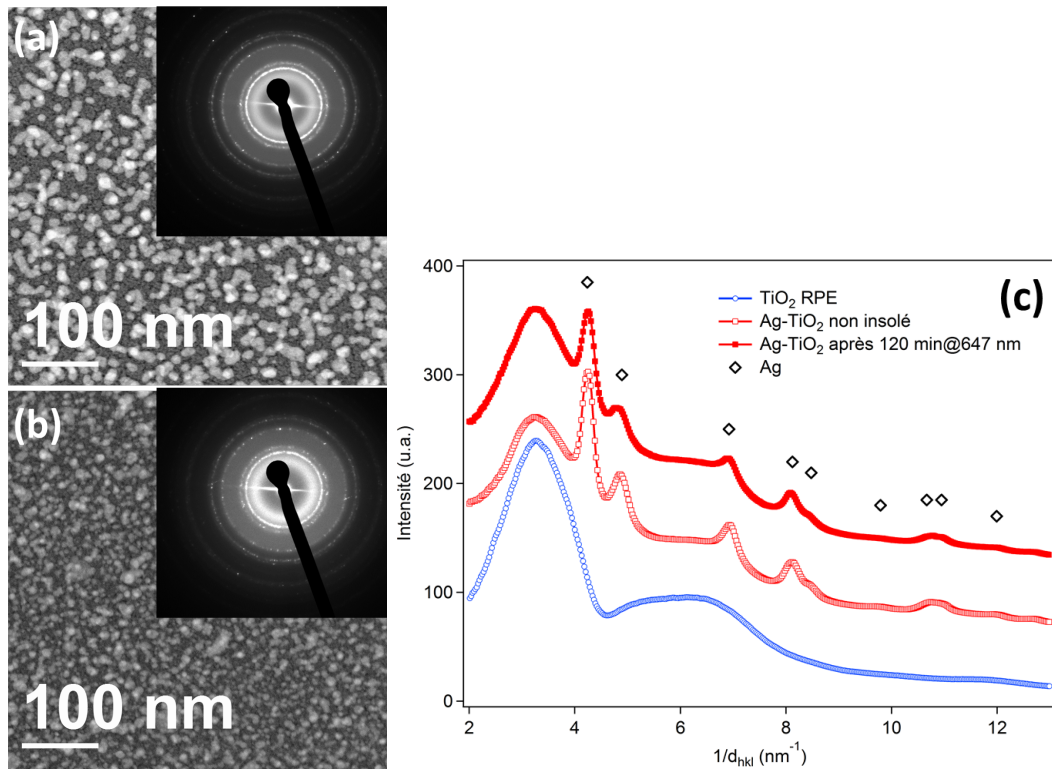 (a)
100 nm
(b)
100 nm
(c)
400
300
200
100
0
Intensité (u.a.)
TiO₂ RPE
Ag-TiO₂ non insolé
Ag-TiO₂ après 120 min@647 nm
Ag
2
4
6
8
10
12
1/d_hkl (nm⁻¹)